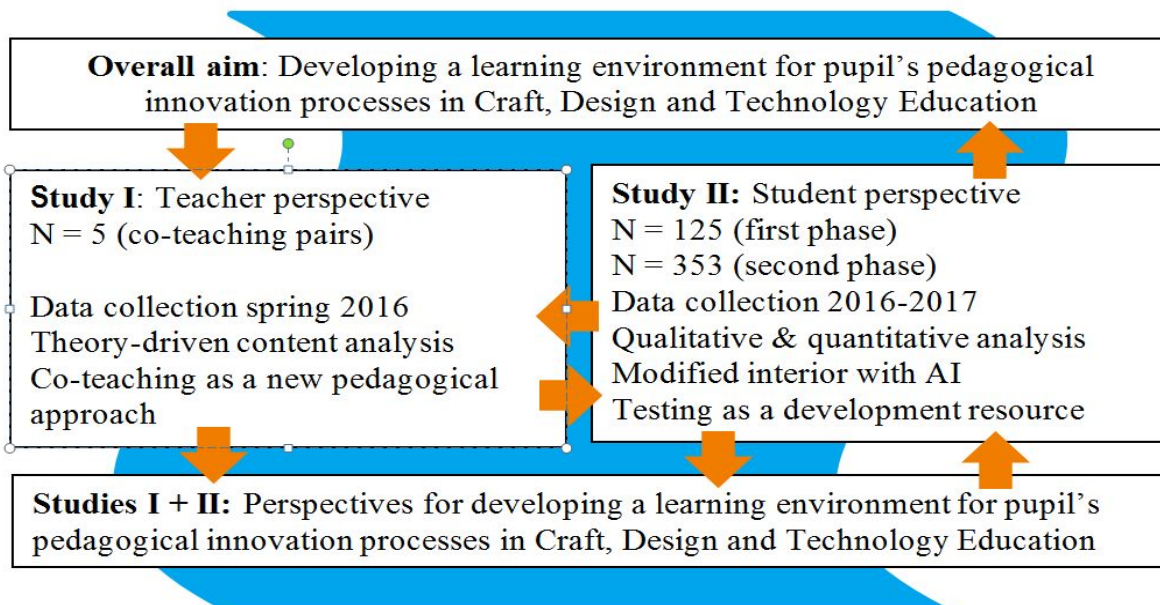 Overall aim: Developing a learning environment for pupil's pedagogical
innovation processes in Craft, Design and Technology Education
Study I: Teacher perspective
N = 5 (co-teaching pairs)
Data collection spring 2016
Theory-driven content analysis
Co-teaching as a new pedagogical
approach
Study II: Student perspective
N = 125 (first phase)
N = 353 (second phase)
Data collection 2016-2017
Qualitative & quantitative analysis
Modified interior with AI
Testing as a development resource
Studies I + II: Perspectives for developing a learning environment for pupil's
pedagogical innovation processes in Craft, Design and Technology Education